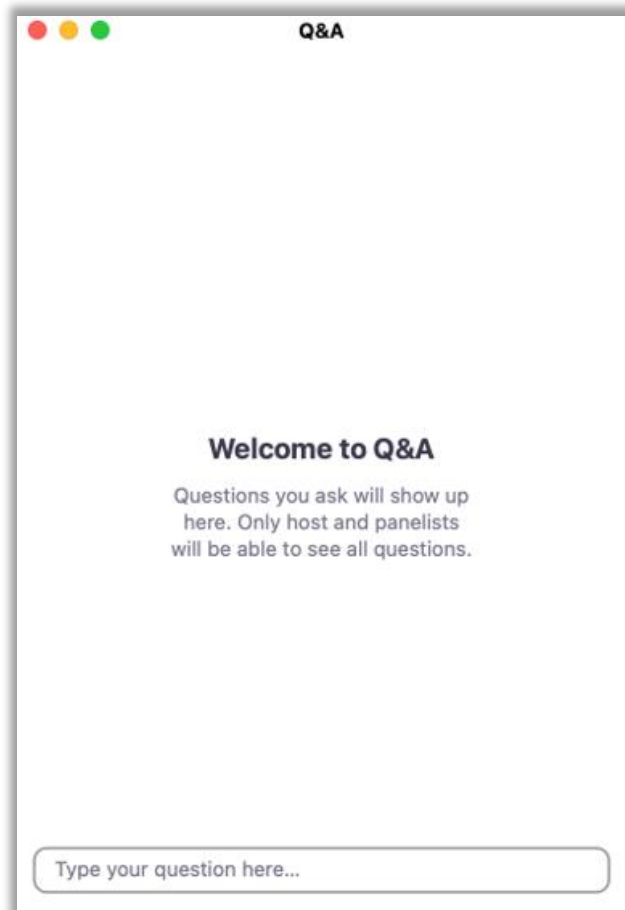 Q&A
Welcome to Q&A
Questions you ask will show up
here. Only host and panelists
will be able to see all questions.
Type your question here...